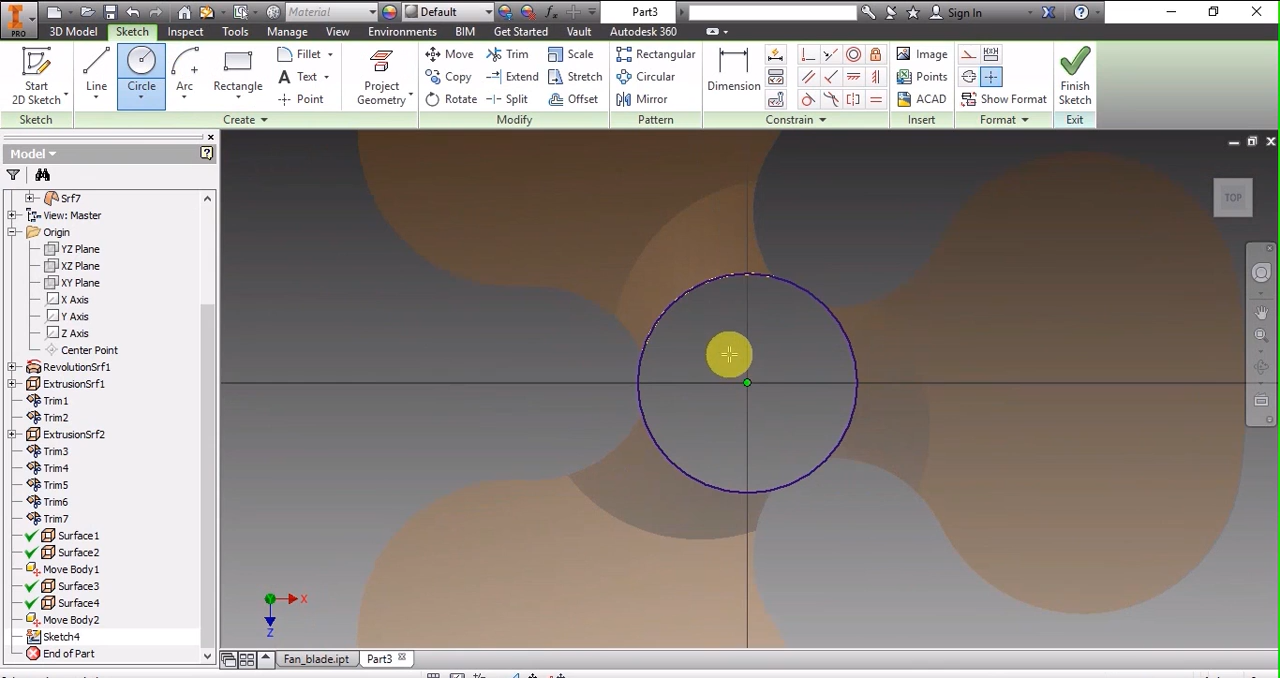 Material
Default
Part3
Sign In
PRO
3D Model Sketch Inspect Tools Manage View Environments BIM Get Started Vault Autodesk 360
Start
2D Sketch
Line
Circle
Arc
Rectangle
Fillet
Text
Point
Project
Geometry
Move Trim Scale
Copy Extend Stretch
Rotate Split Offset
Rectangular
Circular
Mirror
Dimension
Image
Points
ACAD
Show Format
Finish
Sketch
Sketch Create Modify Pattern Constrain Insert Format Exit
Model
Srf7
View: Master
Origin
YZ Plane
XZ Plane
XY Plane
X Axis
Y Axis
Z Axis
Center Point
RevolutionSrf1
ExtrusionSrf1
Trim1
Trim2
ExtrusionSrf2
Trim3
Trim4
Trim5
Trim6
Trim7
Surface1
Surface2
Move Body1
Surface3
Surface4
Move Body2
Sketch4
End of Part
TOP
X
Z
Fan_blade.ipt Part3